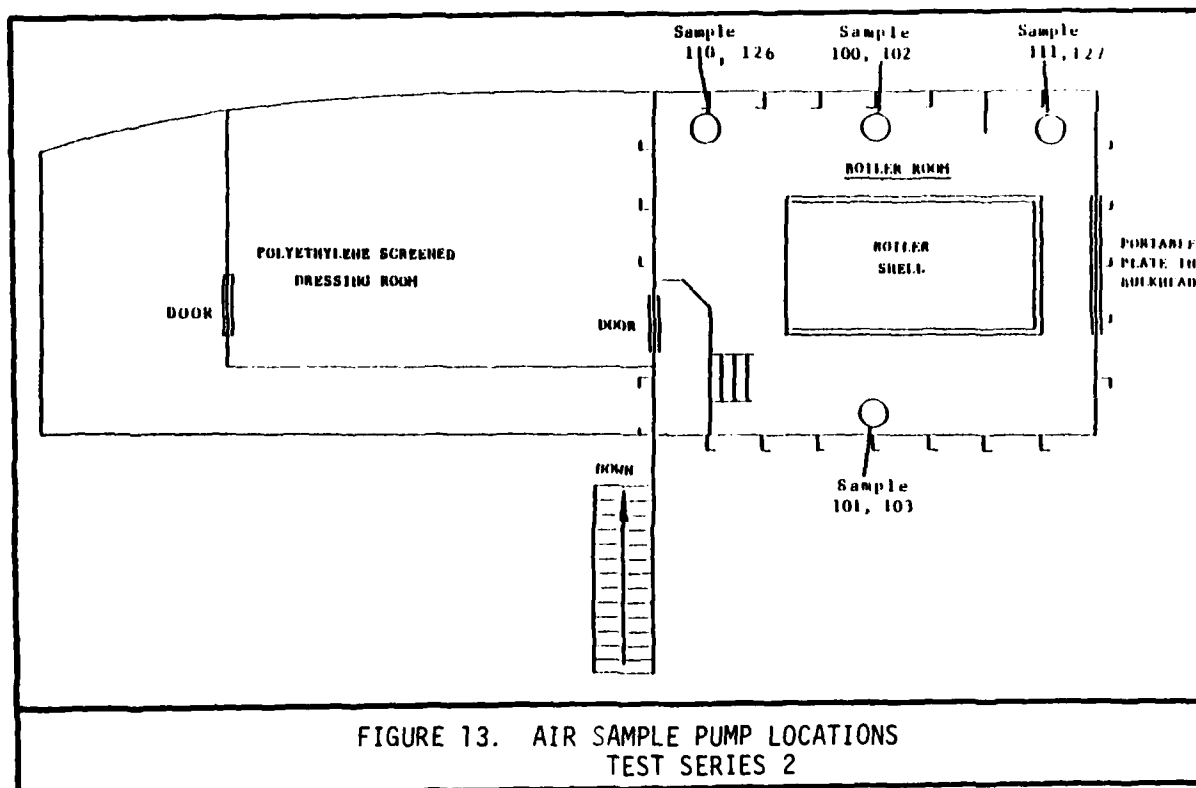 Sample
110, 126
Sample
100, 102
Sample
111,127
BOILER ROOM
BOILER
SHELL
POLYETHYLENE SCREENED
DRESSING ROOM
DOOR
DOOR
PORTABLE
PLATE IN
BULKHEAD
DOWN
Sample
101, 103
FIGURE 13. AIR SAMPLE PUMP LOCATIONS
TEST SERIES 2